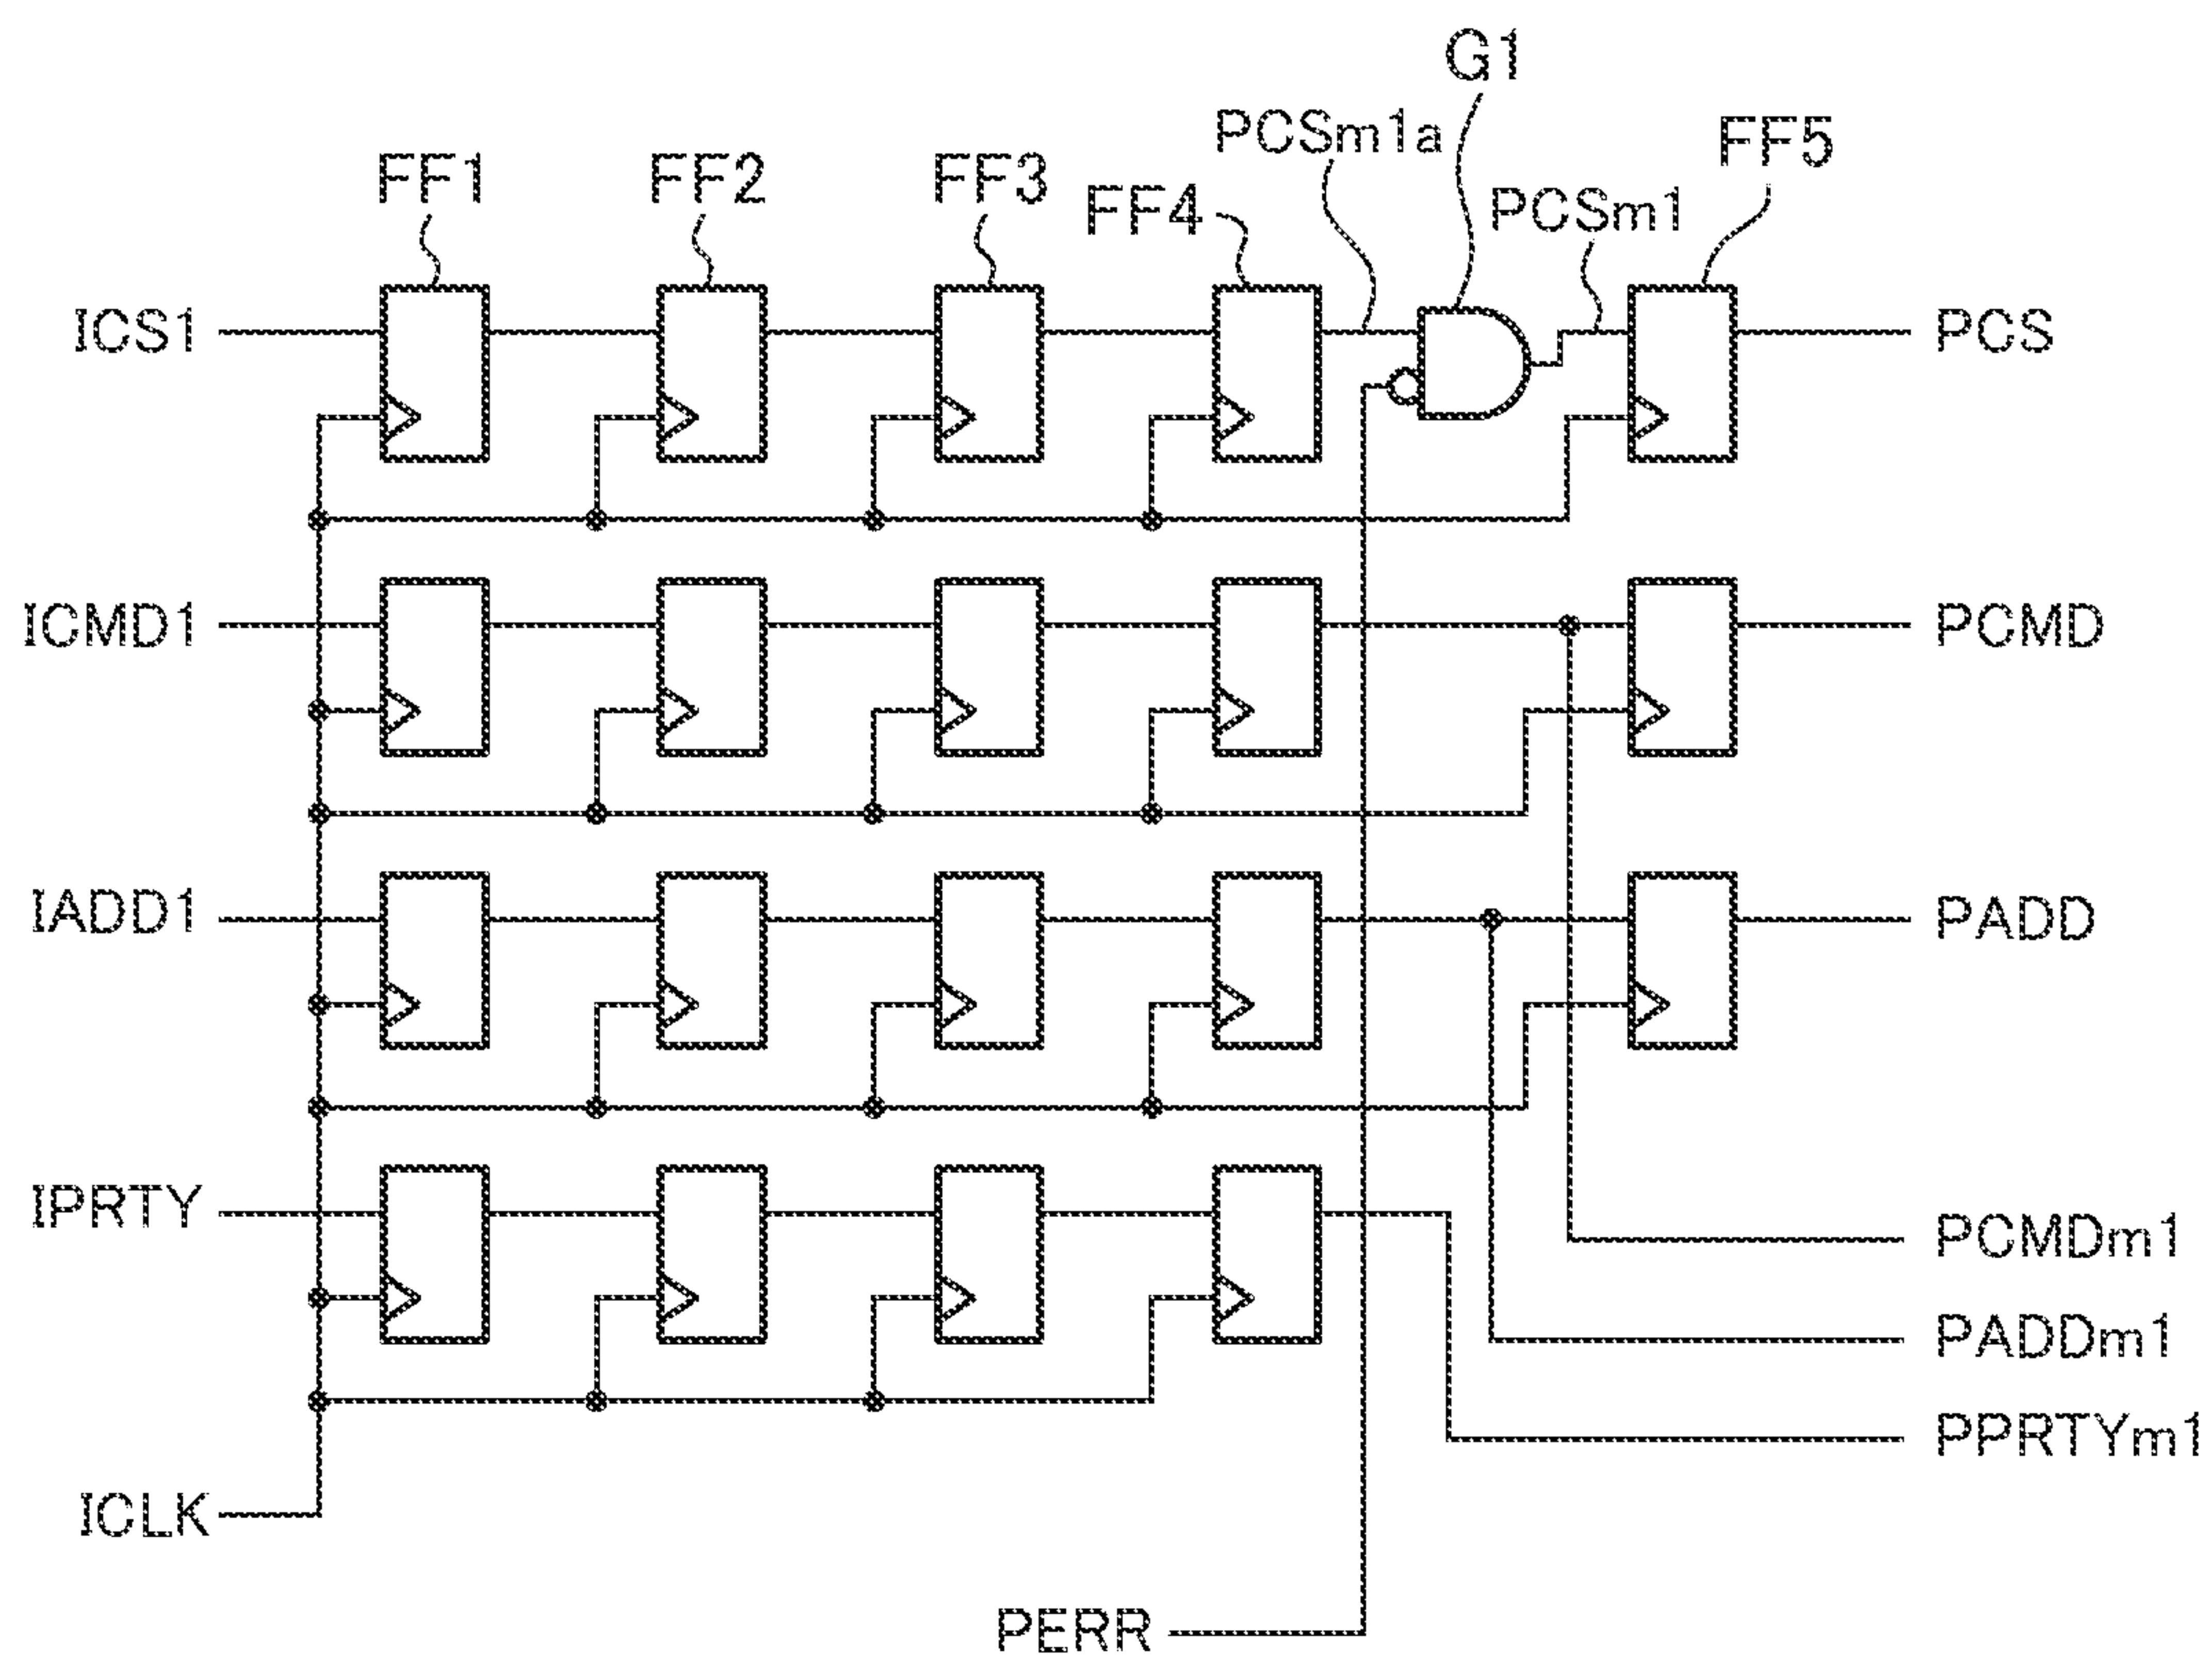 G1
PCSm1a
FF5
FF1
FF2
FF3
FF4
PCSm1
ICS1
PCS
ICMD1
PCMD
IADD1
PADD
IPRTY
PCMDm1
PADDm1
PPRTYm1
ICLK
PERR